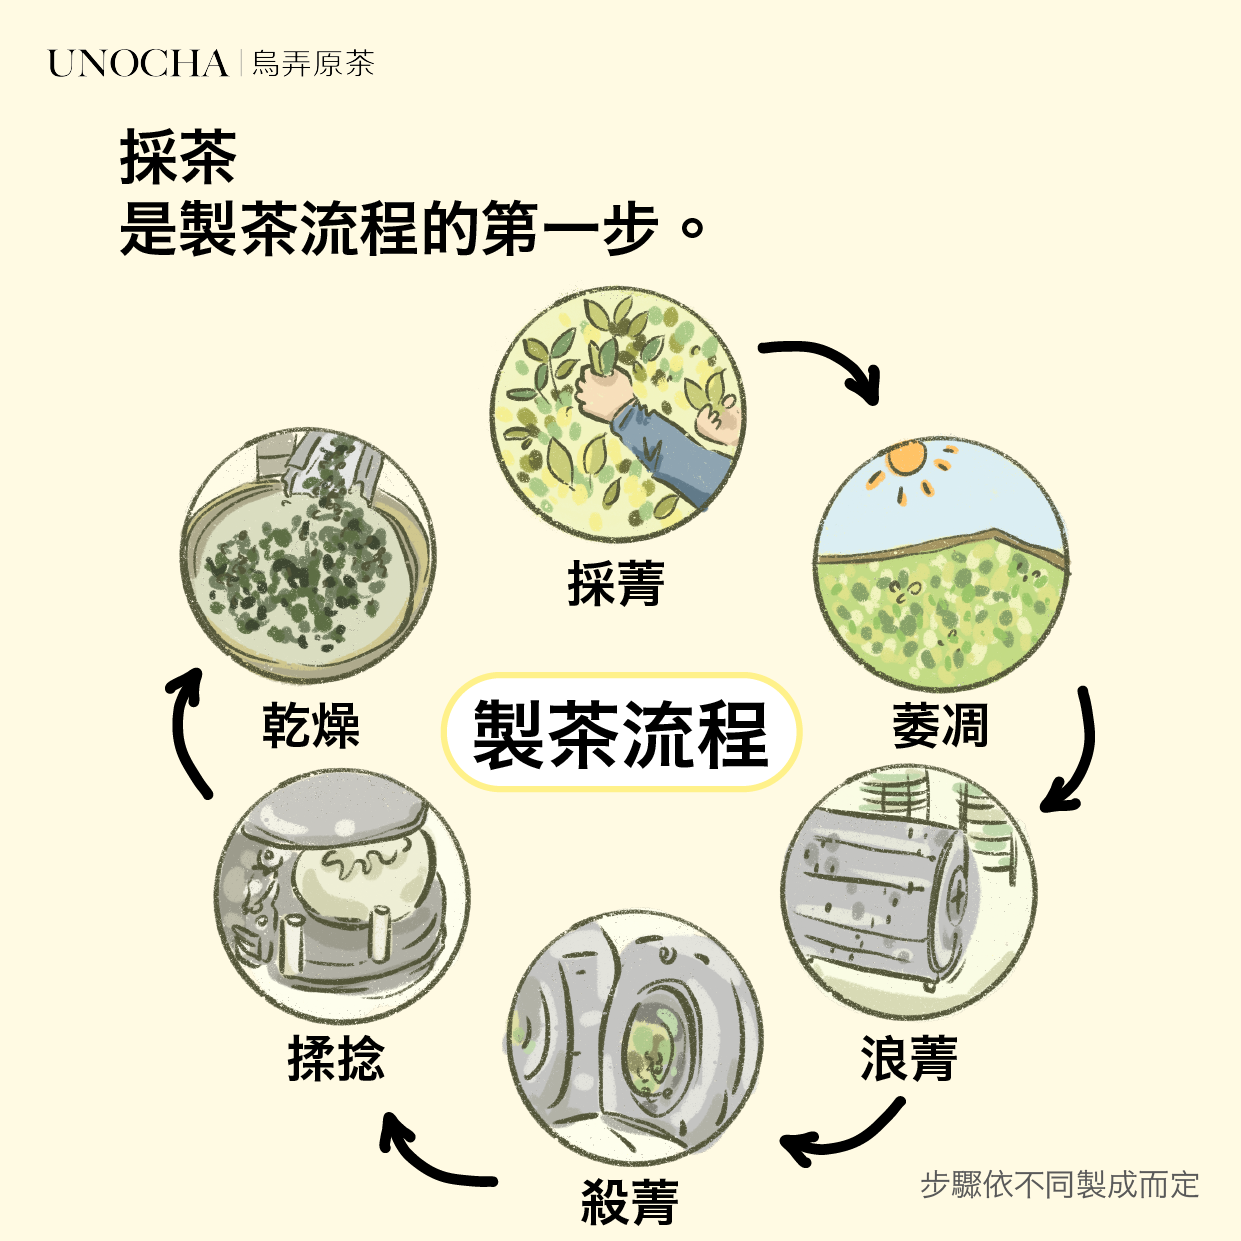 UNOCHA | 烏弄原茶
採茶
是製茶流程的第一步。
採菁
萎凋
浪菁
殺菁
揉捻
乾燥
製茶流程
步驟依不同製成而定